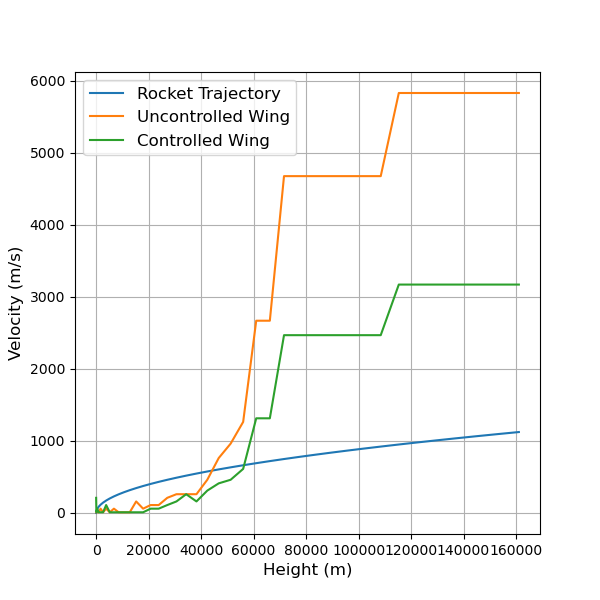 Rocket Trajectory
Uncontrolled Wing
Controlled Wing
6000
5000
4000
3000
2000
1000
0
Velocity (m/s)
0 20000 40000 60000 80000 100000 120000 140000 160000
Height (m)